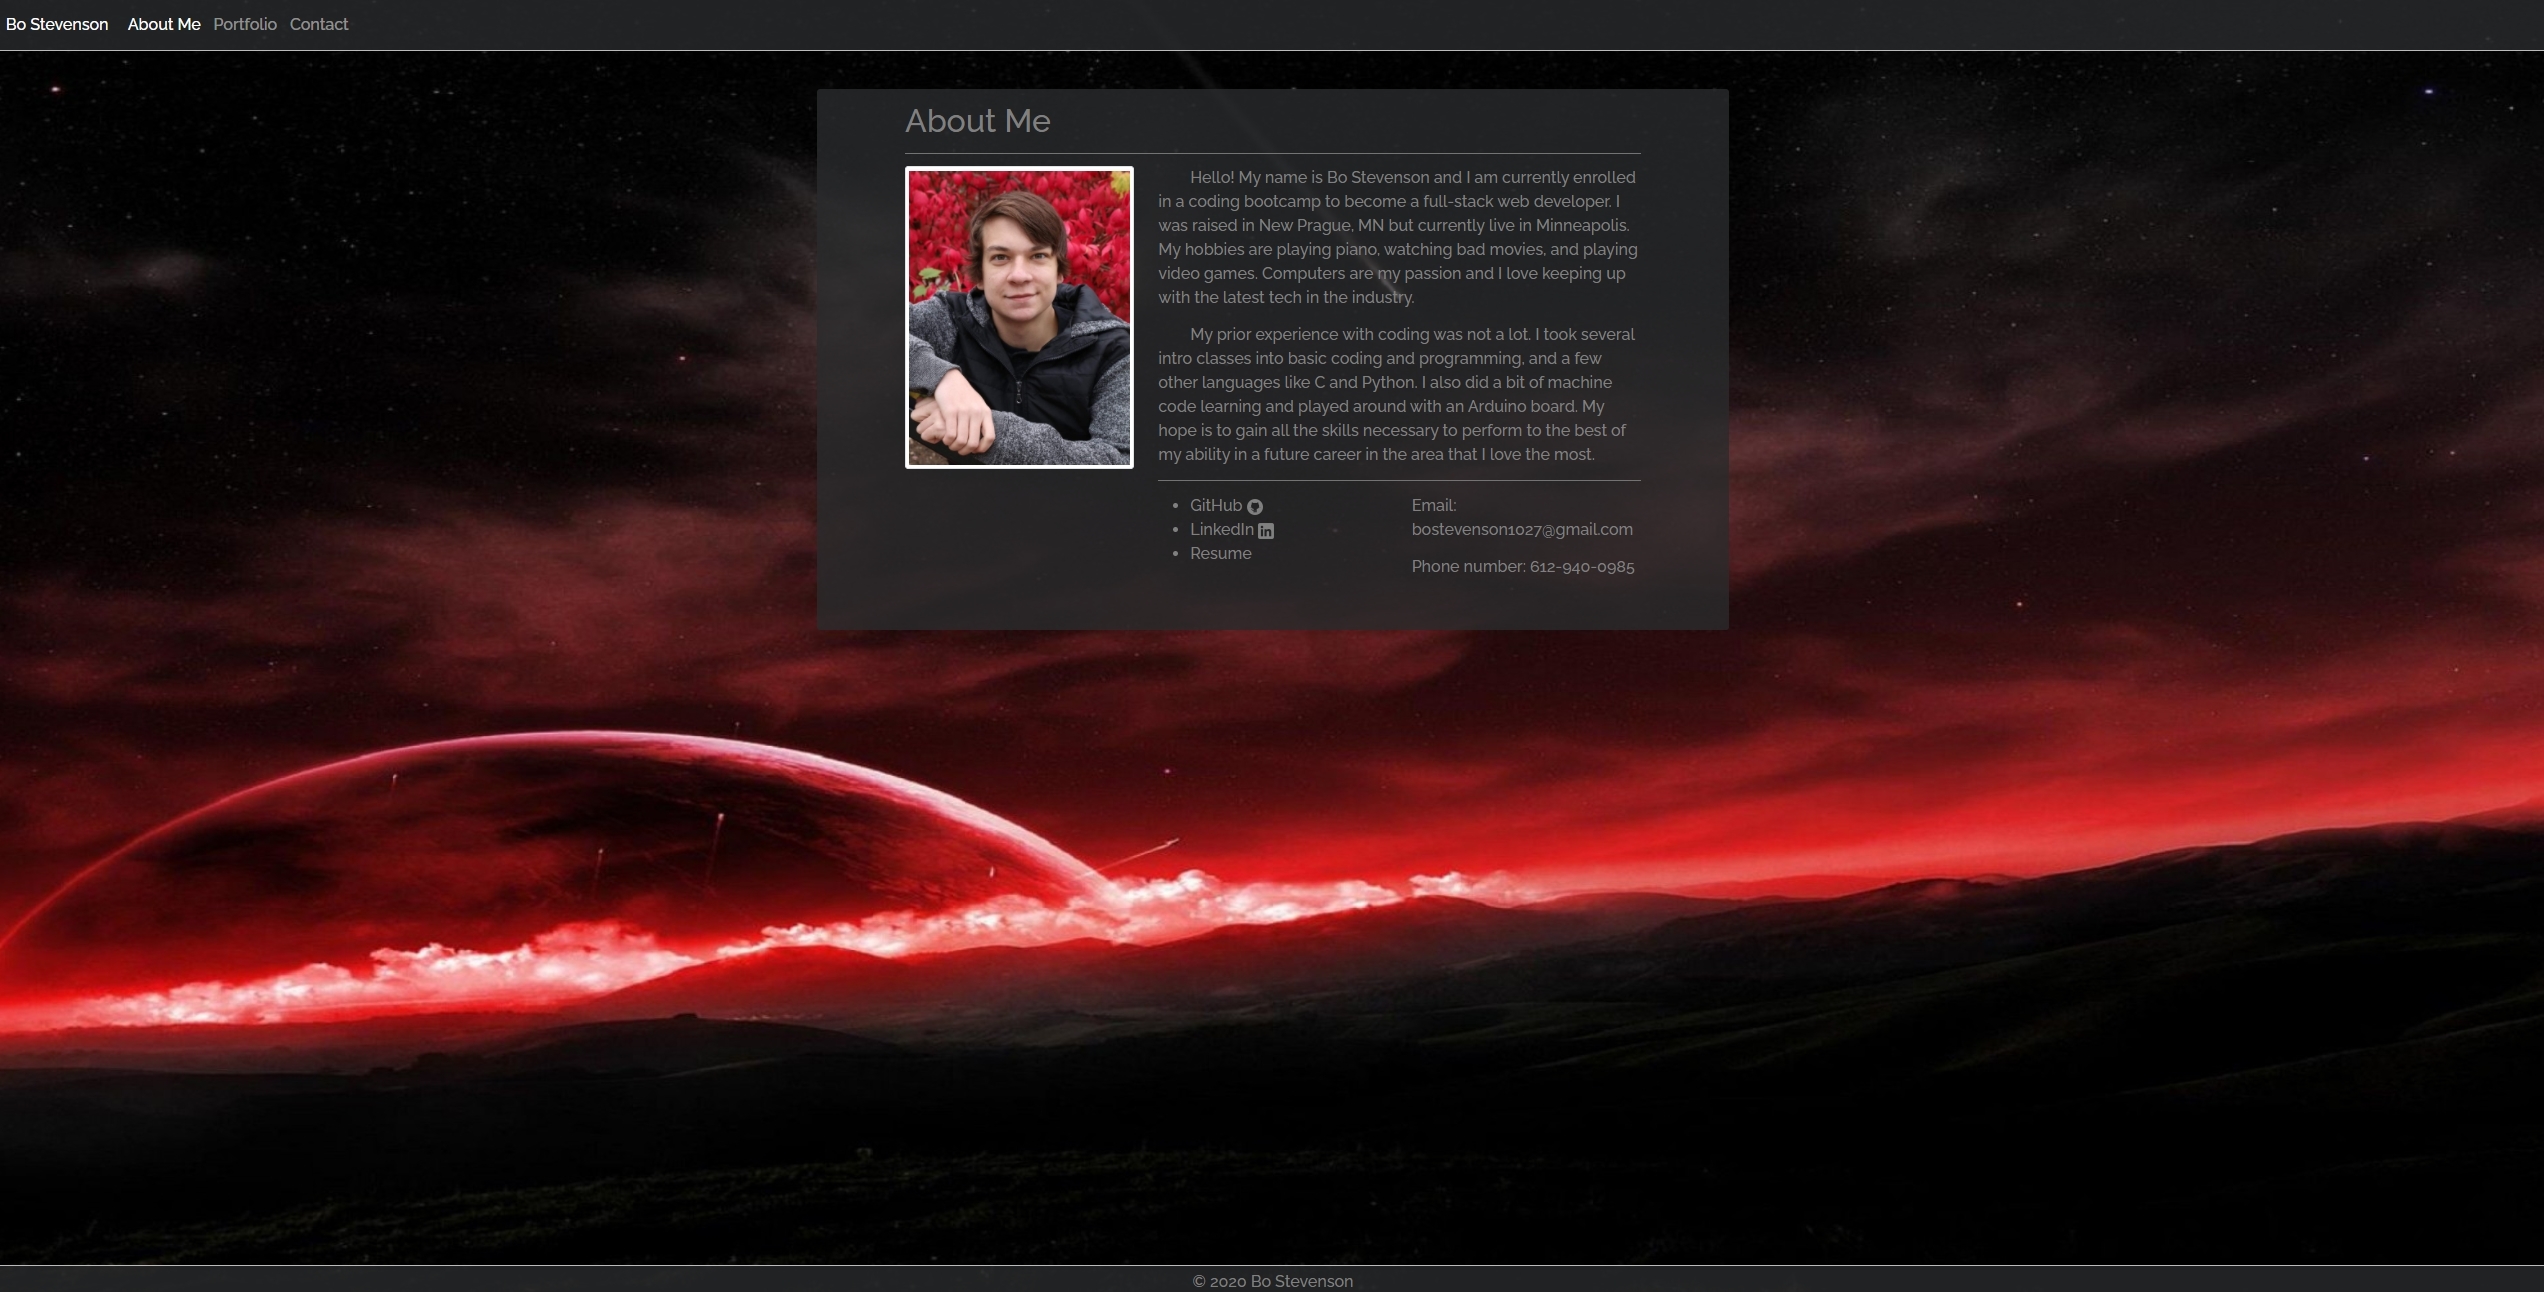 Bo Stevenson About Me Portfolio Contact
About Me
Hello! My name is Bo Stevenson and I am currently enrolled
in a coding bootcamp to become a full-stack web developer. I
was raised in New Prague, MN but currently live in Minneapolis.
My hobbies are playing piano, watching bad movies, and playing
video games. Computers are my passion and I love keeping up
with the latest tech in the industry.
My prior experience with coding was not a lot. I took several
intro classes into basic coding and programming, and a few
other languages like C and Python. I also did a bit of machine
code learning and played around with an Arduino board. My
hope is to gain all the skills necessary to perform to the best of
my ability in a future career in the area that I love the most.
• GitHub
• LinkedIn in
• Resume
Email:
bostevenson1027@gmail.com
Phone number: 612-940-0985
© 2020 Bo Stevenson